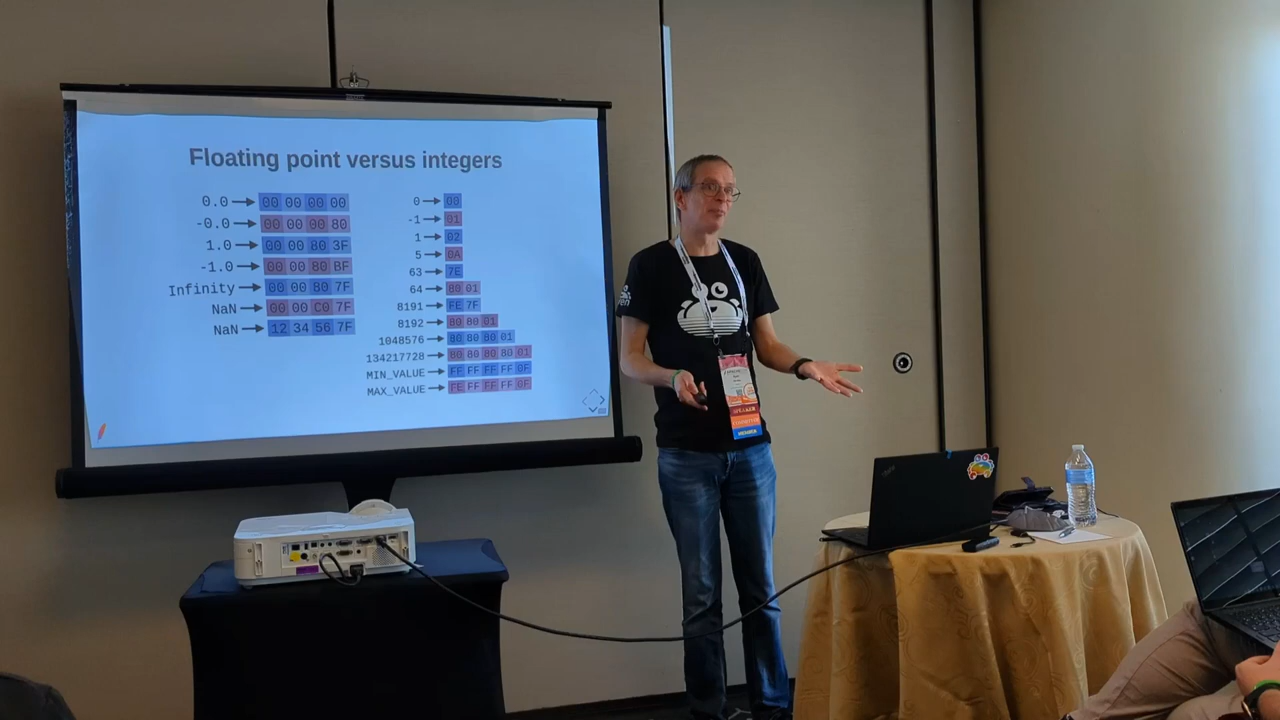 Floating point versus integers
0.0 → 00 00 00 00
-0.0 → 00 00 00 80
1.0 → 00 00 80 3F
-1.0 → 00 00 80 BF
Infinity → 00 00 80 7F
NaN → 00 00 C0 7F
NaN → 12 34 56 7F
0 → 00
-1 → 01
1 → 02
5 → 0A
63 → 7E
64 → 80 01
8191 → FE 7F
8192 → 80 80 01
1048576 → 80 80 80 01
134217728 → 80 80 80 80 01
MIN_VALUE → FF FF FF FF 0F
MAX_VALUE → FE FF FF FF 0F